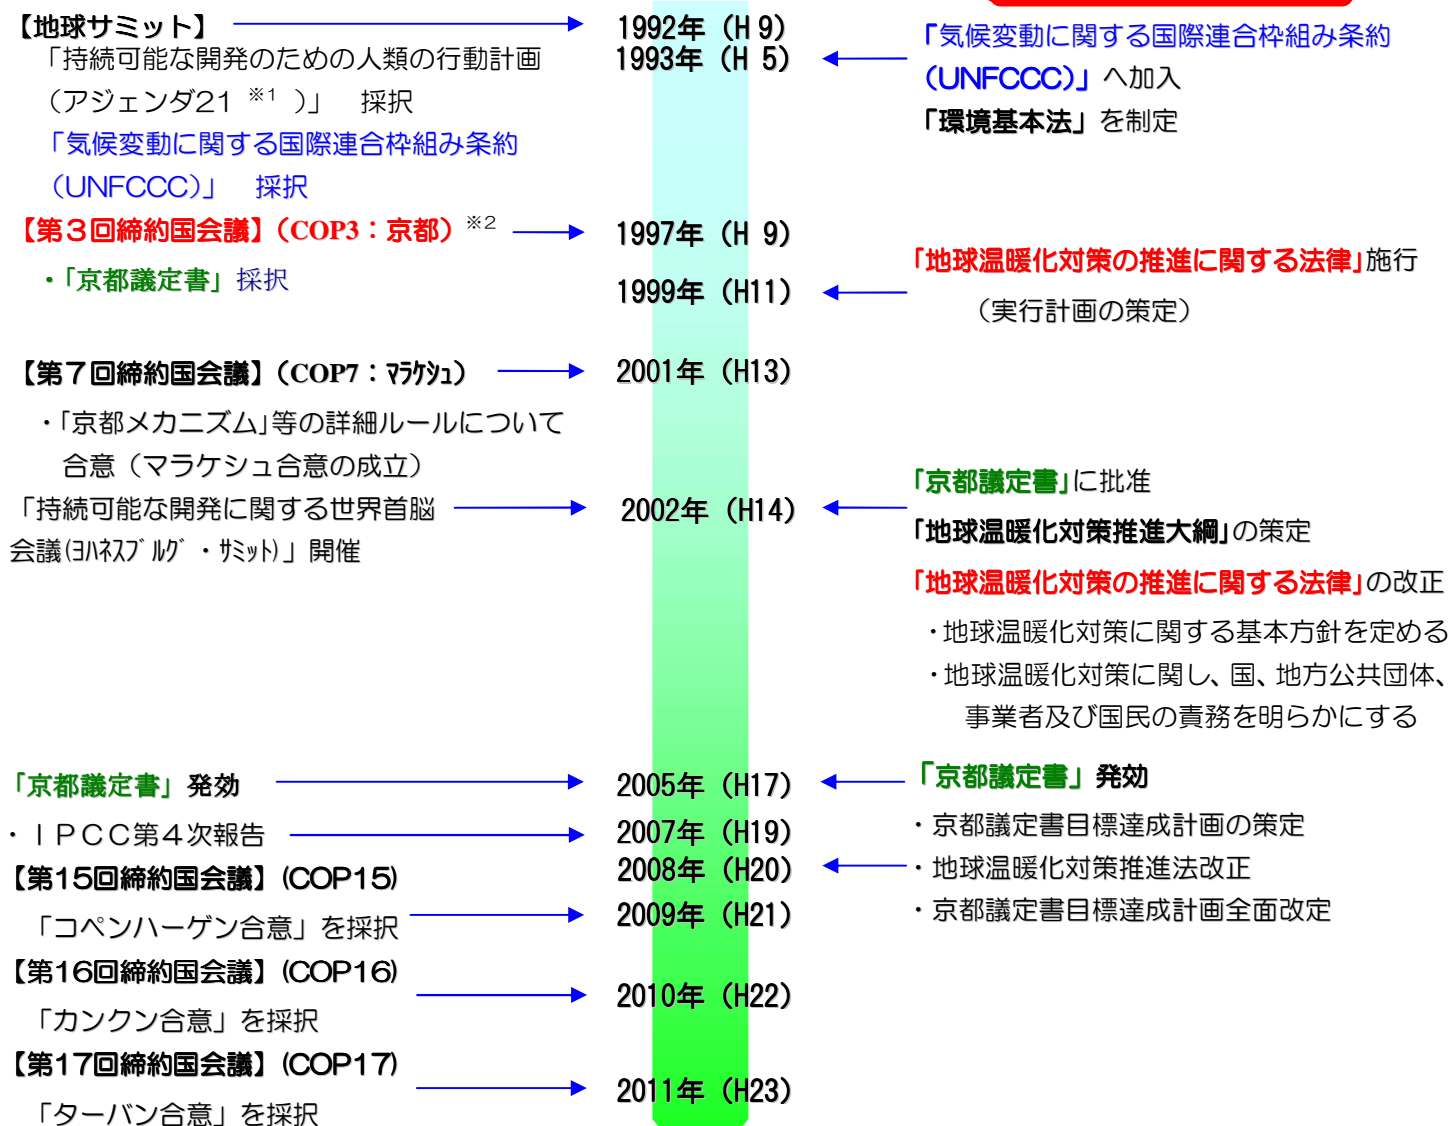 【地球サミット】
「持続可能な開発のための人類の行動計画
（アジェンダ21 ※1 ）」 採択
「気候変動に関する国際連合枠組み条約
（UNFCCC）」 採択
【第３回締約国会議】（COP3：京都）※2
・「京都議定書」採択
【第７回締約国会議】（COP7：ﾏﾗｹｼｭ）
・「京都メカニズム」等の詳細ルールについて
合意（マラケシュ合意の成立）
「持続可能な開発に関する世界首脳
会議(ﾖﾊﾈｽﾌﾞﾙｸﾞ・ｻﾐｯﾄ)」開催
「京都議定書」発効
・ＩＰＣＣ第４次報告
【第15回締約国会議】(COP15)
「コペンハーゲン合意」を採択
【第16回締約国会議】(COP16)
「カンクン合意」を採択
【第17回締約国会議】(COP17)
「ターバン合意」を採択
1992年（H 9）
1993年（H 5）
1997年（H 9）
1999年（H11）
2001年（H13）
2002年（H14）
2005年（H17）
2007年（H19）
2008年（H20）
2009年（H21）
2010年（H22）
2011年（H23）
「気候変動に関する国際連合枠組み条約
（UNFCCC）」へ加入
「環境基本法」を制定
「地球温暖化対策の推進に関する法律」施行
（実行計画の策定）
「京都議定書」に批准
「地球温暖化対策推進大綱」の策定
「地球温暖化対策の推進に関する法律」の改正
・地球温暖化対策に関する基本方針を定める
・地球温暖化対策に関し、国、地方公共団体、
事業者及び国民の責務を明らかにする
「京都議定書」発効
・京都議定書目標達成計画の策定
・地球温暖化対策推進法改正
・京都議定書目標達成計画全面改定